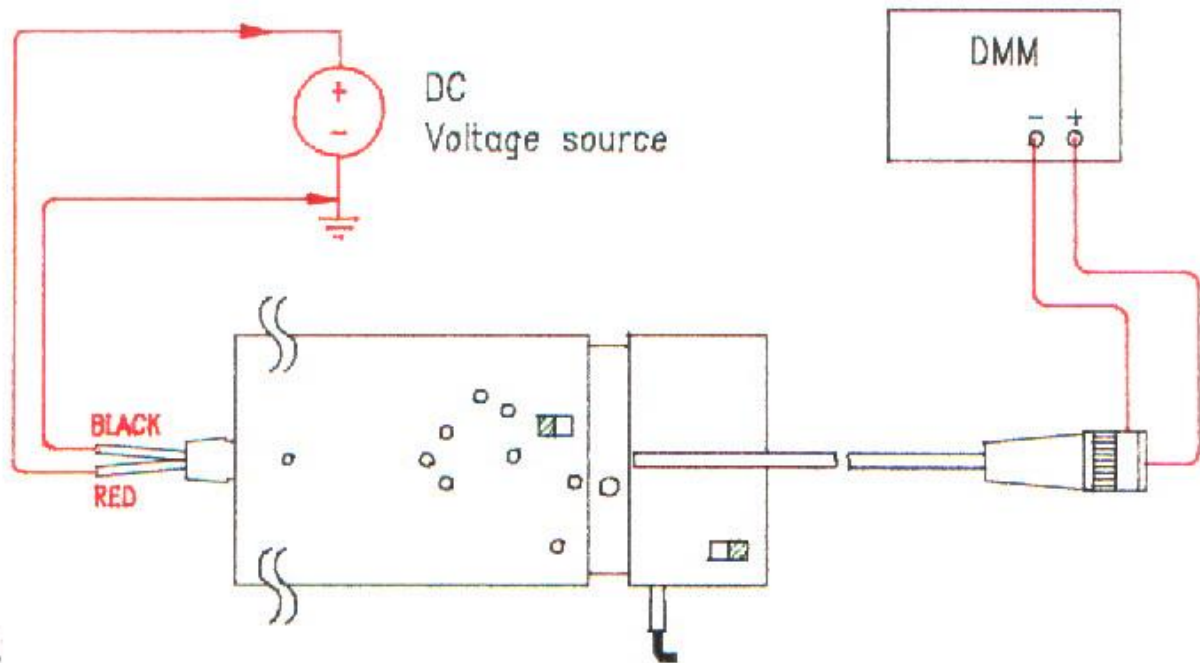 DC
Voltage source
DMM
- +
+
-
BLACK
RED